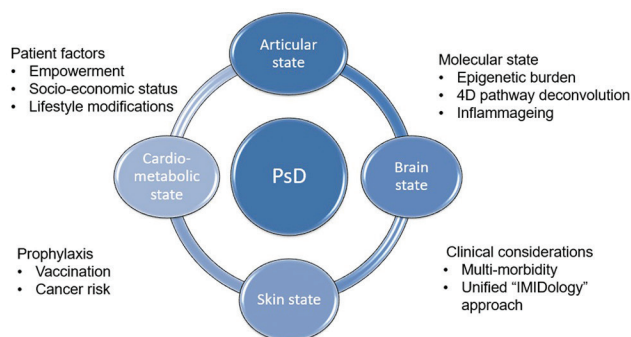 Articular
state
Patient factors
• Empowerment
• Socio-economic status
• Lifestyle modifications
Molecular state
• Epigenetic burden
• 4D pathway deconvolution
• Inflammageing
Cardio-
metabolic
state
PsD
Brain
state
Prophylaxis
• Vaccination
• Cancer risk
Skin state
Clinical considerations
• Multi-morbidity
• Unified “IMIDology”
approach